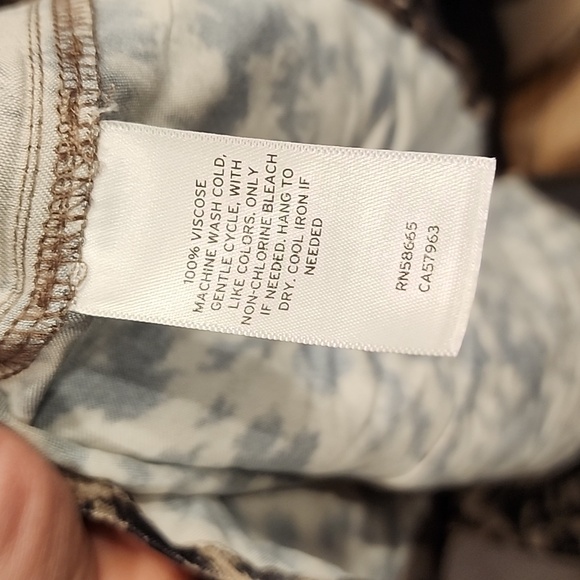 100% VISCOSE
MACHINE WASH COLD,
GENTLE CYCLE, WITH
LIKE COLORS. ONLY
NON-CHLORINE BLEACH
IF NEEDED. HANG TO
DRY. COOL IRON IF
NEEDED
RN58665
CA57963